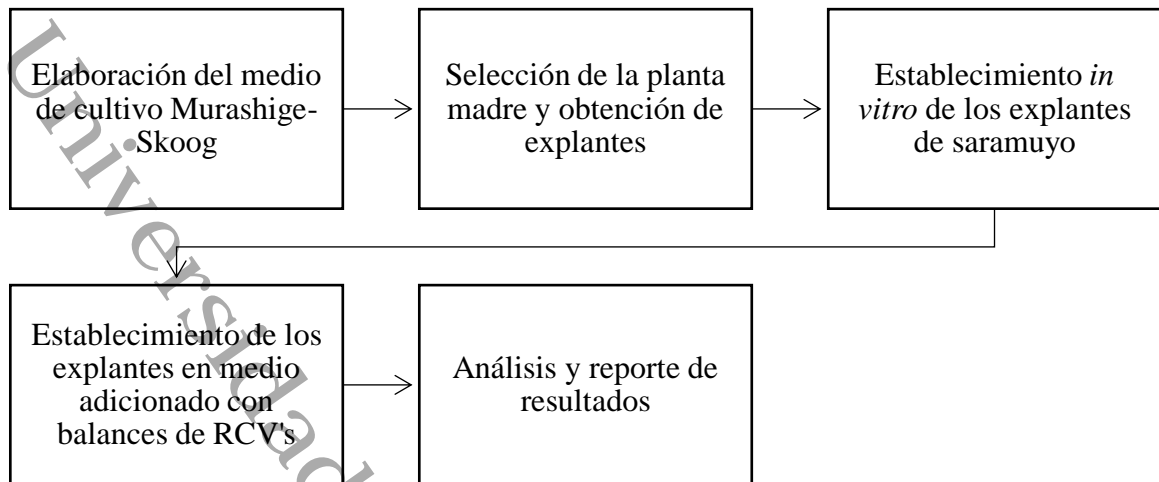 Elaboración del medio
de cultivo Murashige-
Skoog
Selección de la planta
madre y obtención de
explantes
Establecimiento in
vitro de los explantes
de saramuyo
Establecimiento de los
explantes en medio
adicionado con
balances de RCV's
Análisis y reporte de
resultados
Universidad